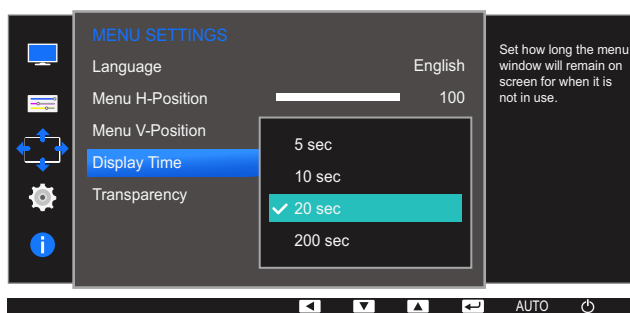 MENU SETTINGS
Language English
Menu H-Position 100
Menu V-Position
Display Time
Transparency
5 sec
10 sec
20 sec
200 sec
Set how long the menu
window will remain on
screen for when it is
not in use.
AUTO